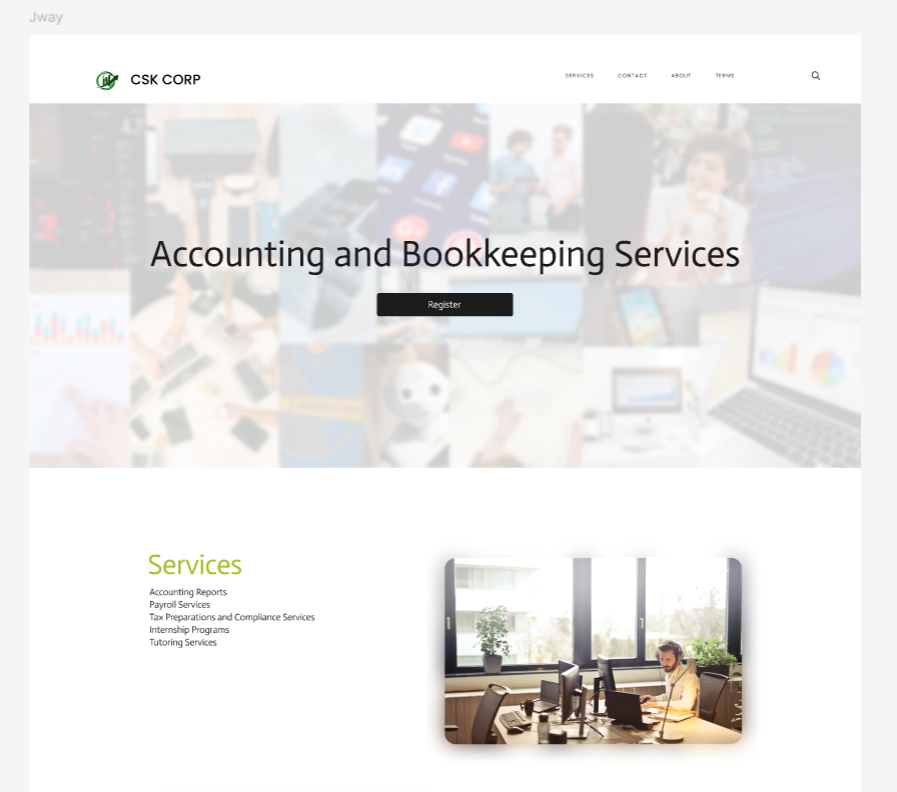 Jway
CSK CORP
SERVICES CONTACT ABOUT TERMS
Accounting and Bookkeeping Services
Register
Services
Accounting Reports
Payroll Services
Tax Preparations and Compliance Services
Internship Programs
Tutoring Services